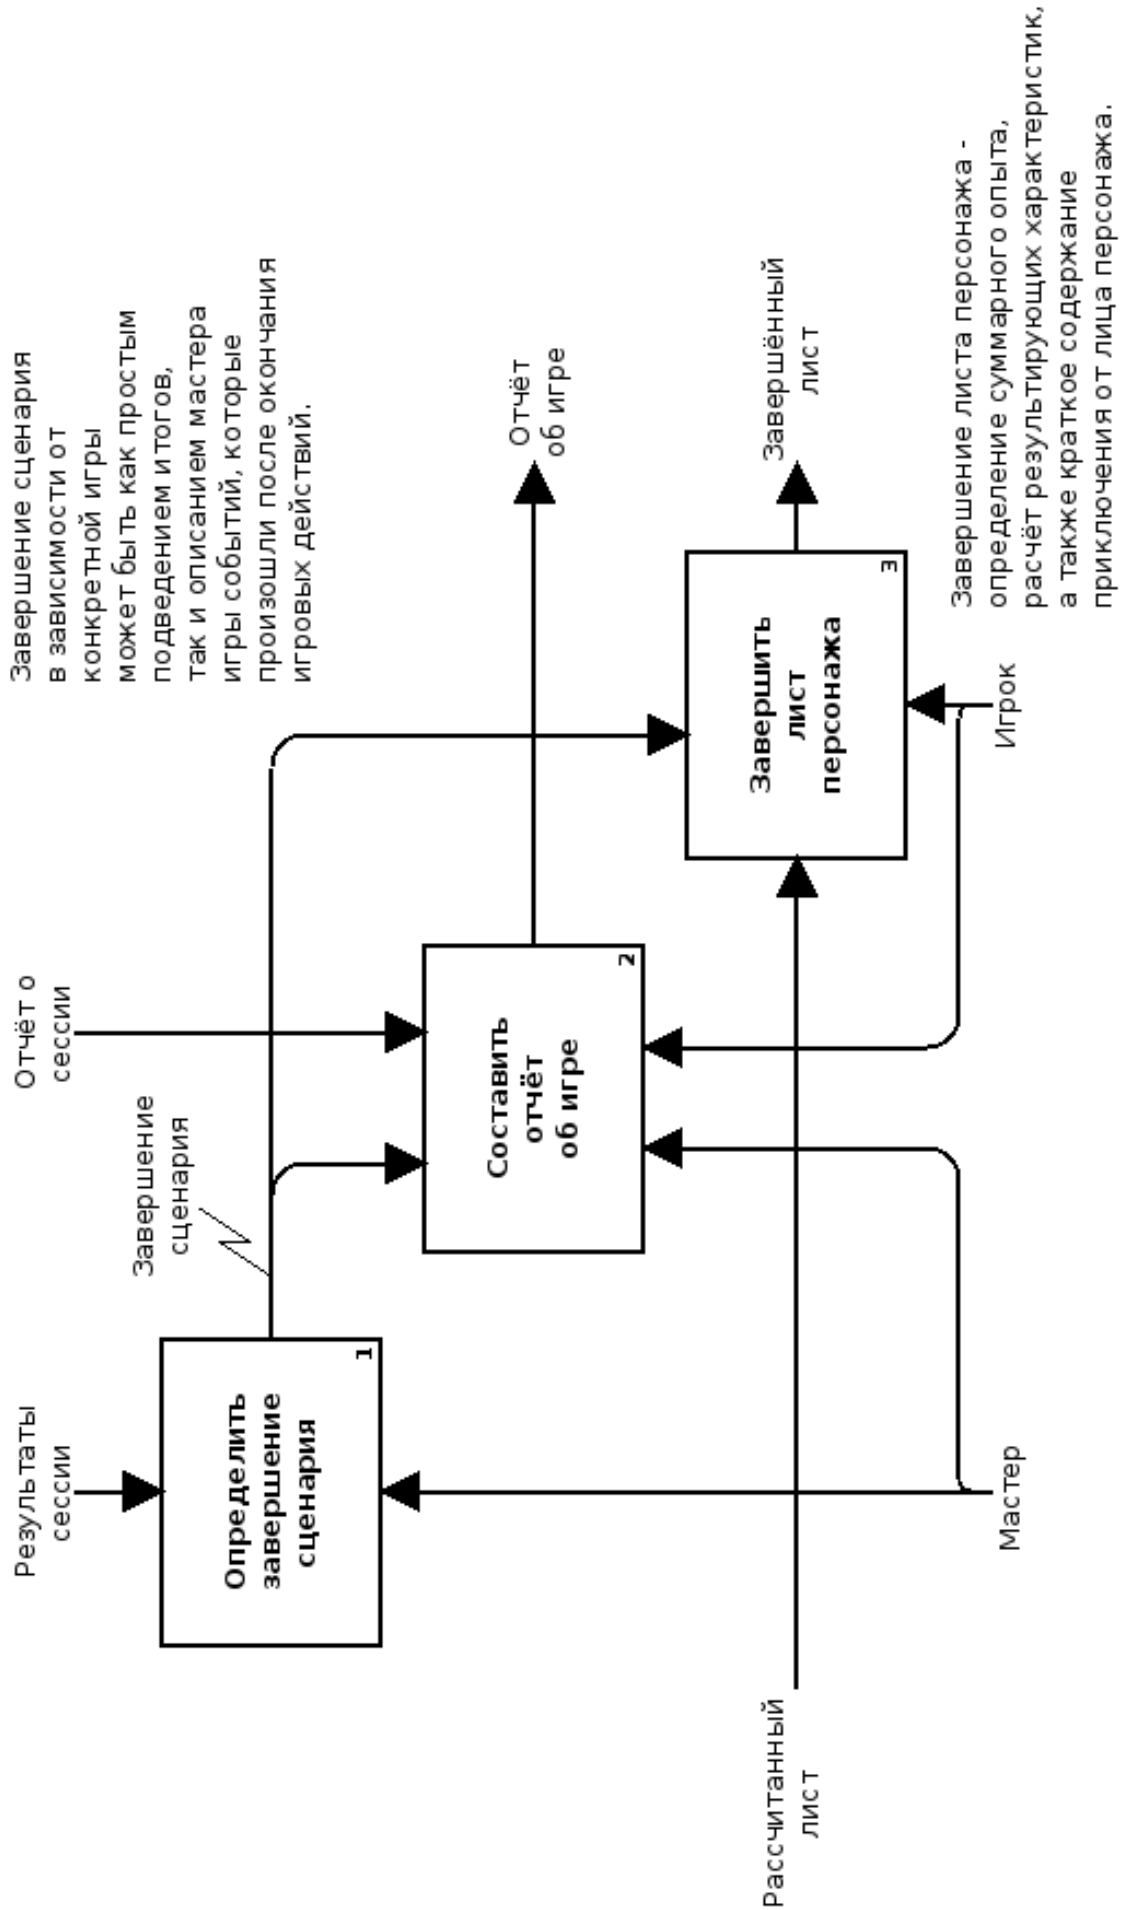 Завершение сценария
в зависимости от
конкретной игры
может быть как простым
подведением итогов,
так и описанием мастера
игры событий, которые
произошли после окончания
игровых действий.
Результаты
сессии
Отчёт о
сессии
Завершение
сценария
Определить
завершение
сценария
1
Составить
отчёт
об игре
2
Отчёт
об игре
Завершить
лист
персонажа
3
Завершённый
лист
Рассчитанный
лист
Мастер
Игрок
Завершение листа персонажа -
определение суммарного опыта,
расчёт результирующих характеристик,
а также краткое содержание
приключения от лица персонажа.